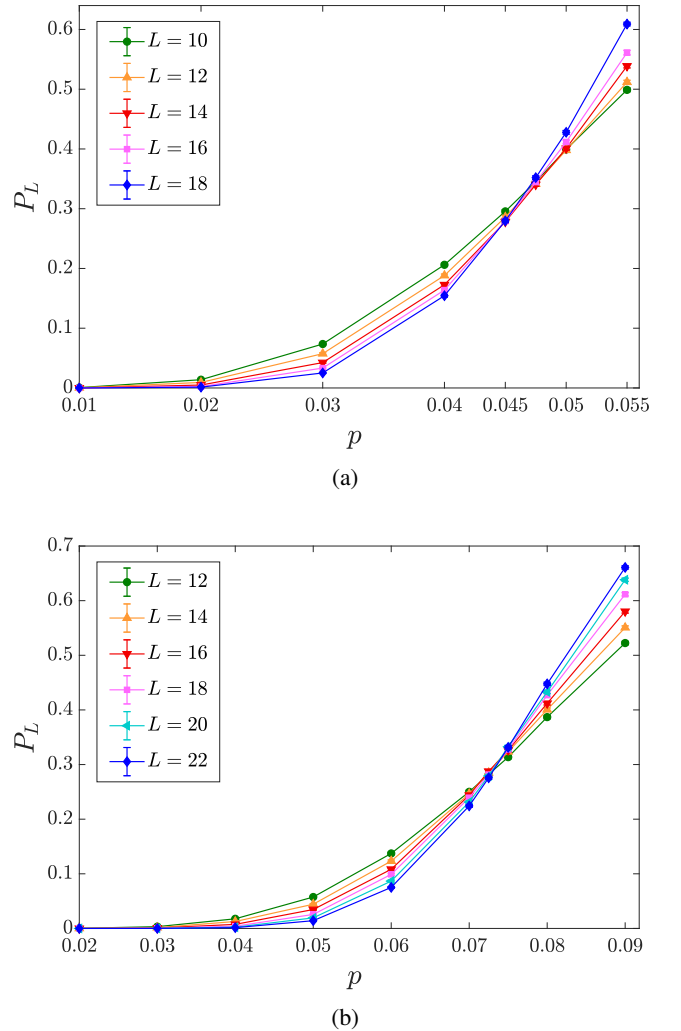 0.6
0.5
0.4
0.3
0.2
0.1
0
P_L
L = 10
L = 12
L = 14
L = 16
L = 18
0.01 0.02 0.03 0.04 0.045 0.05 0.055
p
(a)
0.7
0.6
0.5
0.4
0.3
0.2
0.1
0
P_L
L = 12
L = 14
L = 16
L = 18
L = 20
L = 22
0.02 0.03 0.04 0.05 0.06 0.07 0.08 0.09
p
(b)